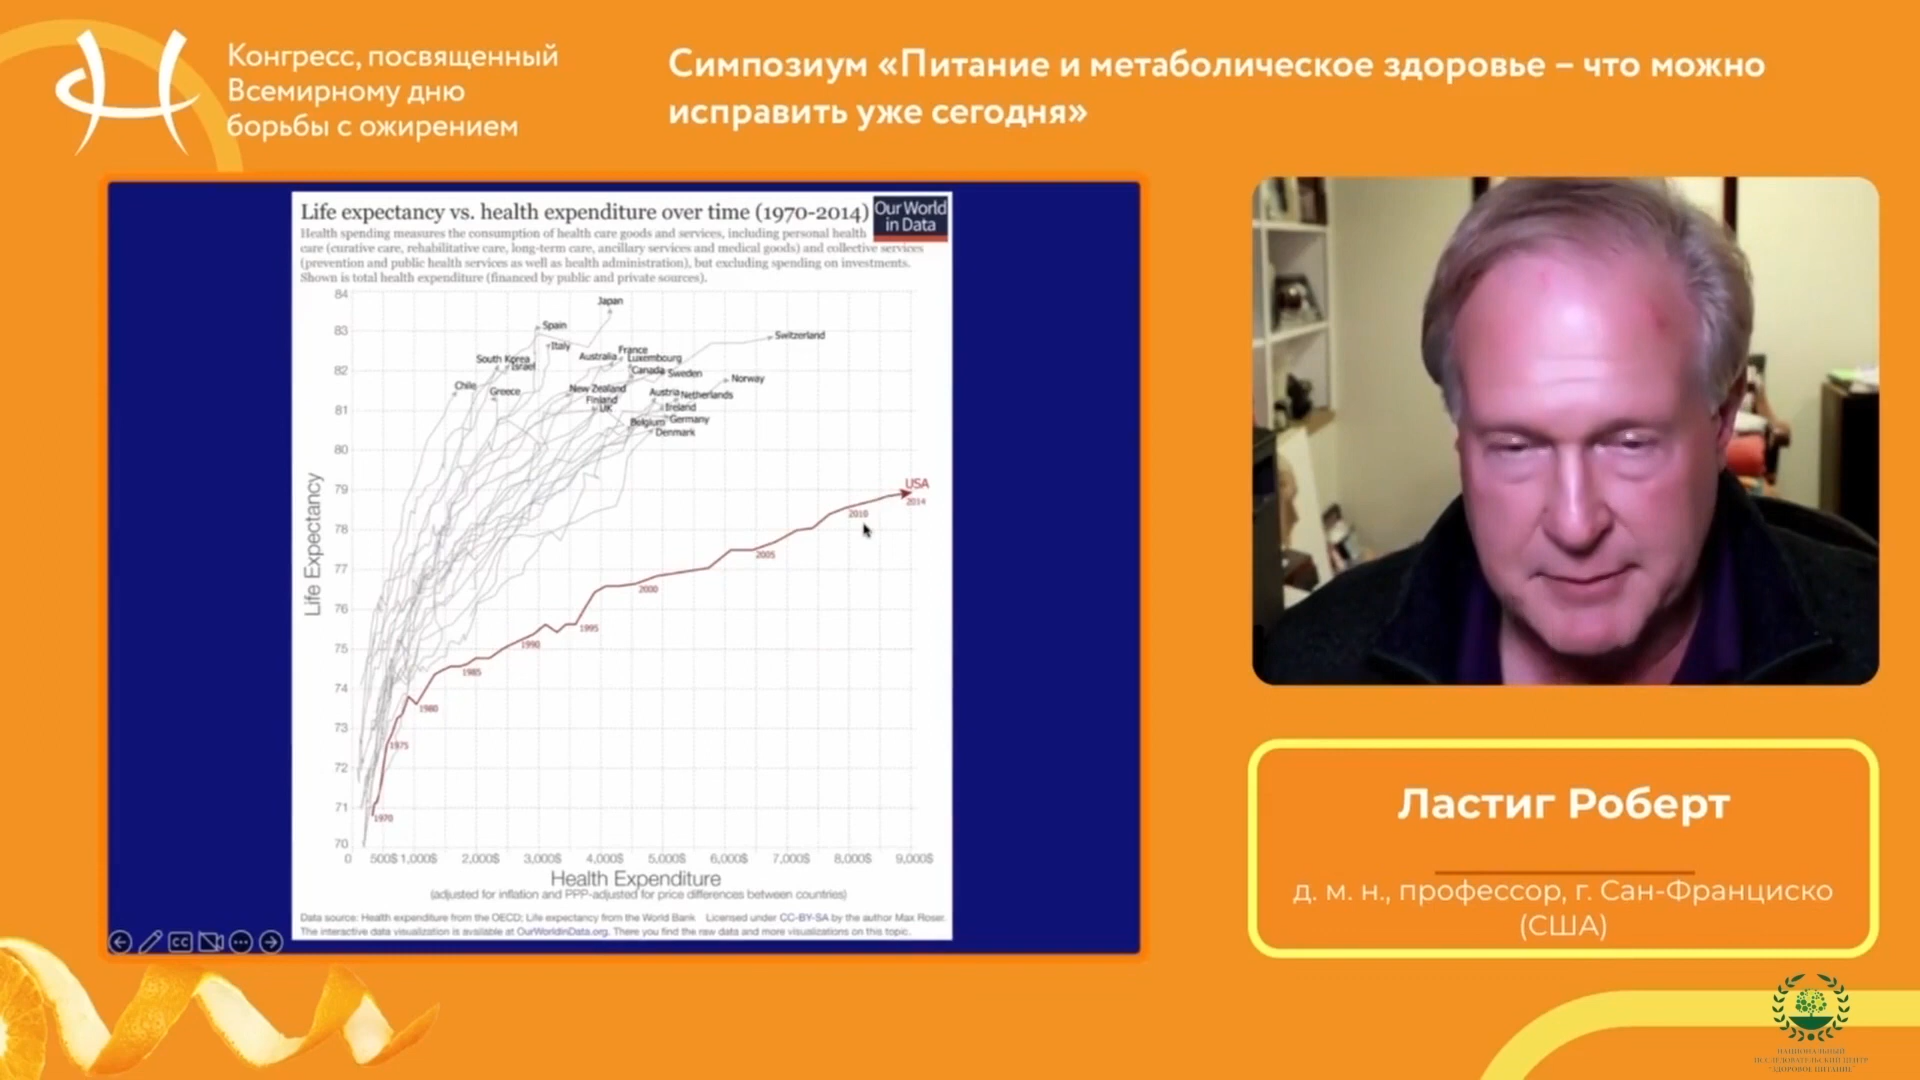 Конгресс, посвященный
Всемирному дню
борьбы с ожирением
Симпозиум «Питание и метаболическое здоровье – что можно
исправить уже сегодня»
Life expectancy vs. health expenditure over time (1970-2014)
Our World
in Data
Health spending measures the consumption of health care goods and services, including personal health
care (curative care, rehabilitative care, long-term care, ancillary services and medical goods) and collective services
(prevention and public health services as well as health administration), but excluding spending on investments.
Shown is total health expenditure (financed by public and private sources).
84
83
82
81
80
79
78
77
76
75
74
73
72
71
70
Life Expectancy
Japan
Spain
Switzerland
Italy
France
Australia
Luxembourg
South Korea
Israel
Canada
Sweden
Norway
Chile
Greece
New Zealand
Austria
Netherlands
Finland
UK
Ireland
Belgium
Germany
Denmark
USA
2014
2010
2005
2000
1995
1990
1985
1980
1975
1970
0 500$ 1,000$ 2,000$ 3,000$ 4,000$ 5,000$ 6,000$ 7,000$ 8,000$ 9,000$
Health Expenditure
(adjusted for inflation and PPP-adjusted for price differences between countries)
Data source: Health expenditure from the OECD; Life expectancy from the World Bank Licensed under CC-BY-SA by the author Max Roser.
The interactive data visualization is available at OurWorldinData.org. There you find the raw data and more visualizations on this topic.
CC
Ластиг Роберт
д. м. н., профессор, г. Сан-Франциско
(США)
НАЦИОНАЛЬНЫЙ
ИССЛЕДОВАТЕЛЬСКИЙ ЦЕНТР
"ЗДОРОВОЕ ПИТАНИЕ"